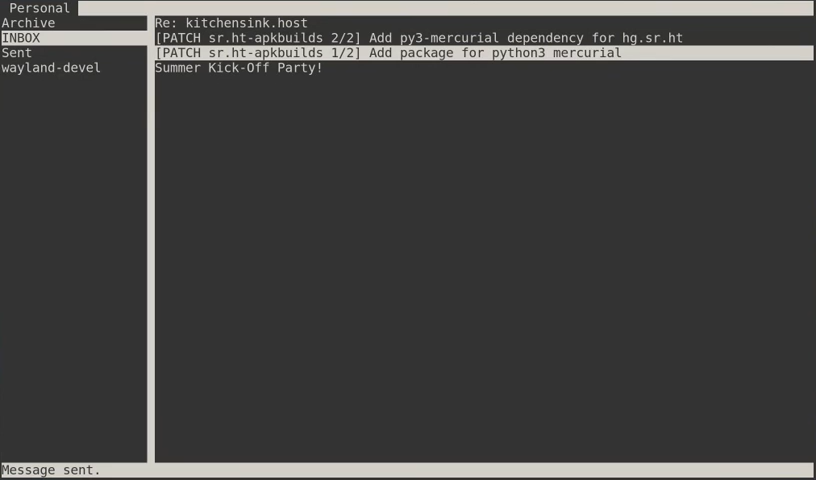 Personal
Archive
INBOX
Sent
wayland-devel
Re: kitchensink.host
[PATCH sr.ht-apkbuilds 2/2] Add py3-mercurial dependency for hg.sr.ht
[PATCH sr.ht-apkbuilds 1/2] Add package for python3 mercurial
Summer Kick-Off Party!
Message sent.